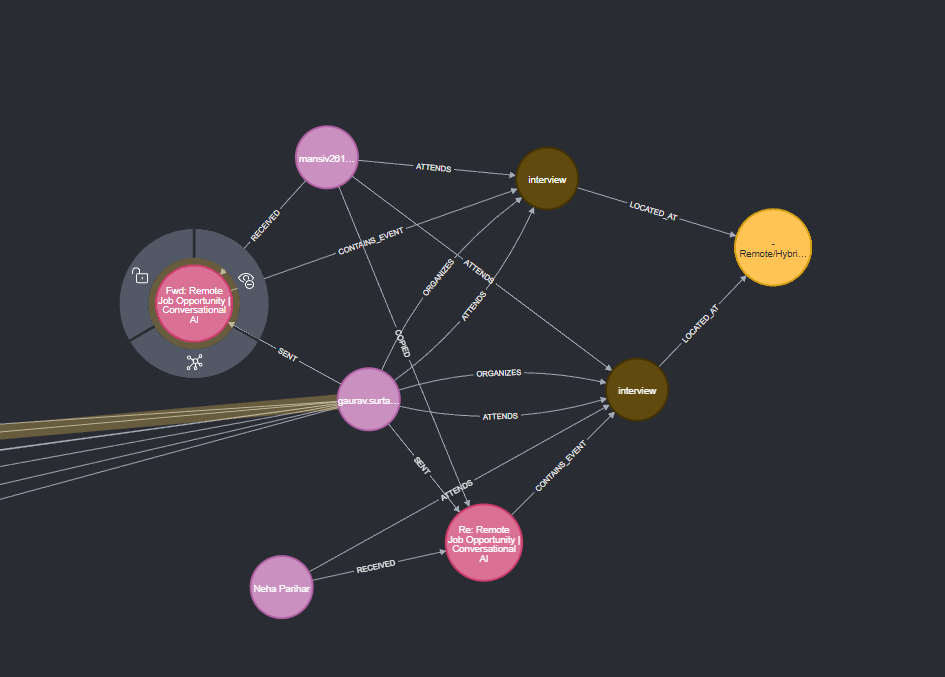 mansiv261...
ATTENDS
interview
LOCATED_AT
-
Remote/Hybri...
RECEIVED
CONTAINS_EVENT
ORGANIZES
ATTENDS
ATTENDS
Fwd: Remote
Job Opportunity |
Conversational
AI
SENT
COPIED
LOCATED_AT
gaurav.surta...
ORGANIZES
ATTENDS
interview
SENT
ATTENDS
CONTAINS_EVENT
Re: Remote
Job Opportunity |
Conversational
AI
RECEIVED
Neha Parihar